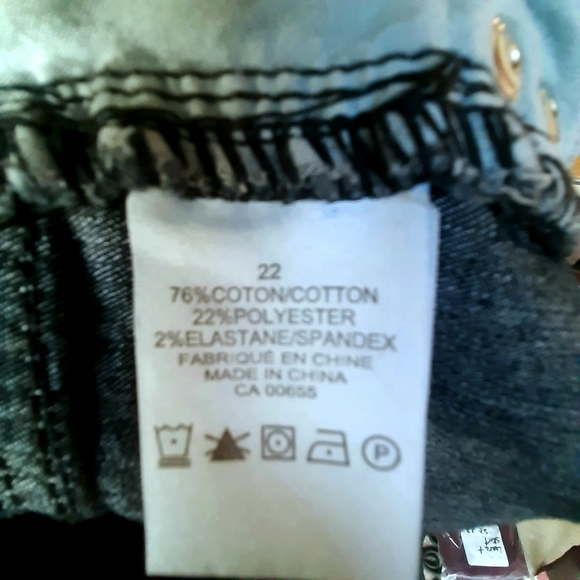 22
76%COTON/COTTON
22%POLYESTER
2%ELASTANE/SPANDEX
FABRIQUÉ EN CHINE
MADE IN CHINA
CA 00655
P